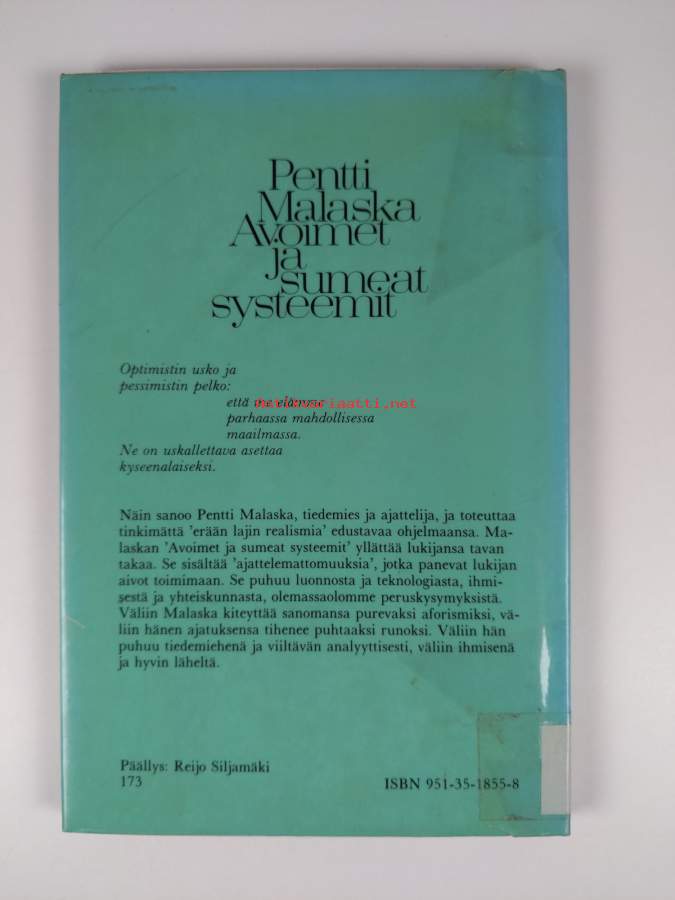 Pentti
Malaska
Avoimet
ja
sumeat
systeemit
Optimistin usko ja
pessimistin pelko:
että me elämme
antikvariaatti.net
parhaassa mahdollisessa
maailmassa.
Ne on uskallettava asettaa
kyseenalaiseksi.
Näin sanoo Pentti Malaska, tiedemies ja ajattelija, ja toteuttaa
tinkimättä 'erään lajin realismia' edustavaa ohjelmaansa. Ma-
laskan 'Avoimet ja sumeat systeemit' yllättää lukijansa tavan
takaa. Se sisältää 'ajattelemattomuuksia', jotka panevat lukijan
aivot toimimaan. Se puhuu luonnosta ja teknologiasta, ihmi-
sestä ja yhteiskunnasta, olemassaolomme peruskysymyksistä.
Väliin Malaska kiteyttää sanomansa purevaksi aforismiksi, vä-
liin hänen ajatuksensa tihenee puhtaaksi runoksi. Väliin hän
puhuu tiedemiehenä ja viiltävän analyyttisesti, väliin ihmisenä
ja hyvin läheltä.
Päällys: Reijo Siljamäki
173
ISBN 951-35-1855-8